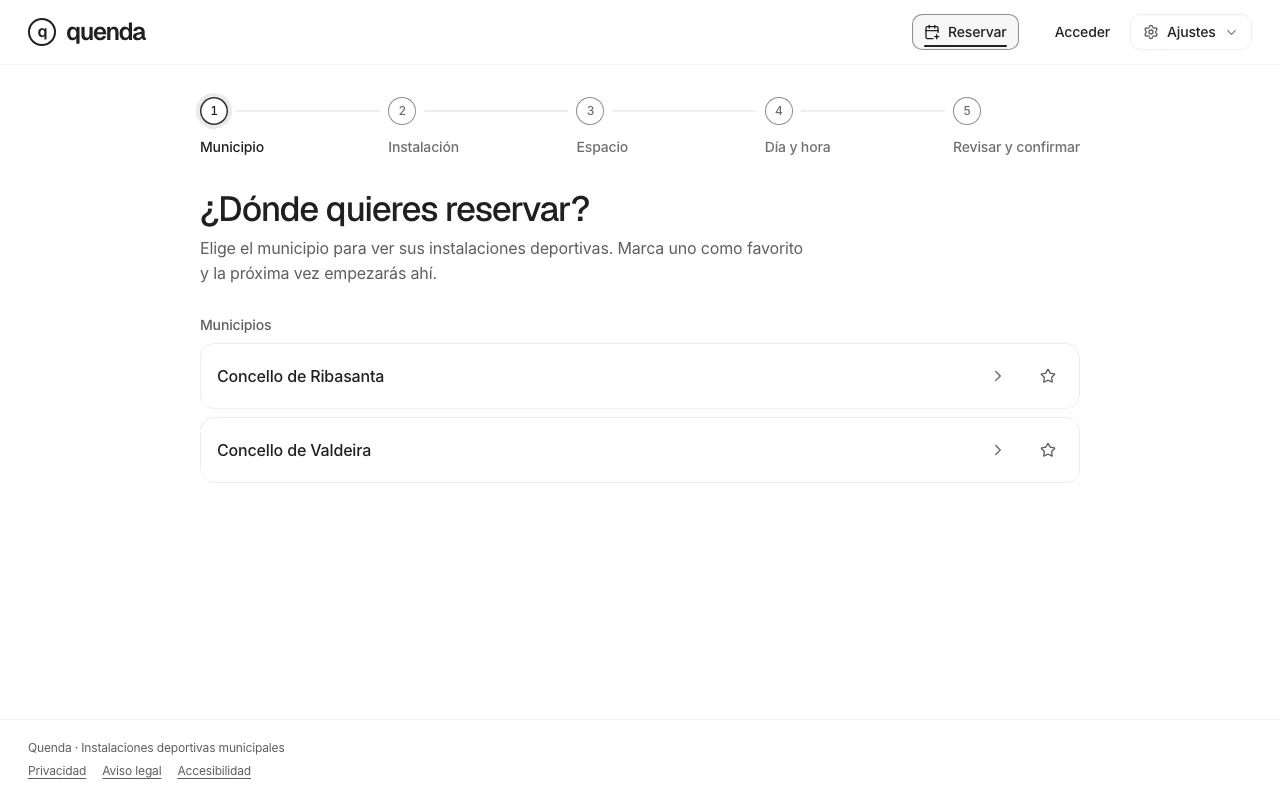 q quenda
Reservar
Acceder
Ajustes
1
2
3
4
5
Municipio
Instalación
Espacio
Día y hora
Revisar y confirmar
¿Dónde quieres reservar?
Elige el municipio para ver sus instalaciones deportivas. Marca uno como favorito
y la próxima vez empezarás ahí.
Municipios
Concello de Ribasanta
Concello de Valdeira
Quenda · Instalaciones deportivas municipales
Privacidad Aviso legal Accesibilidad